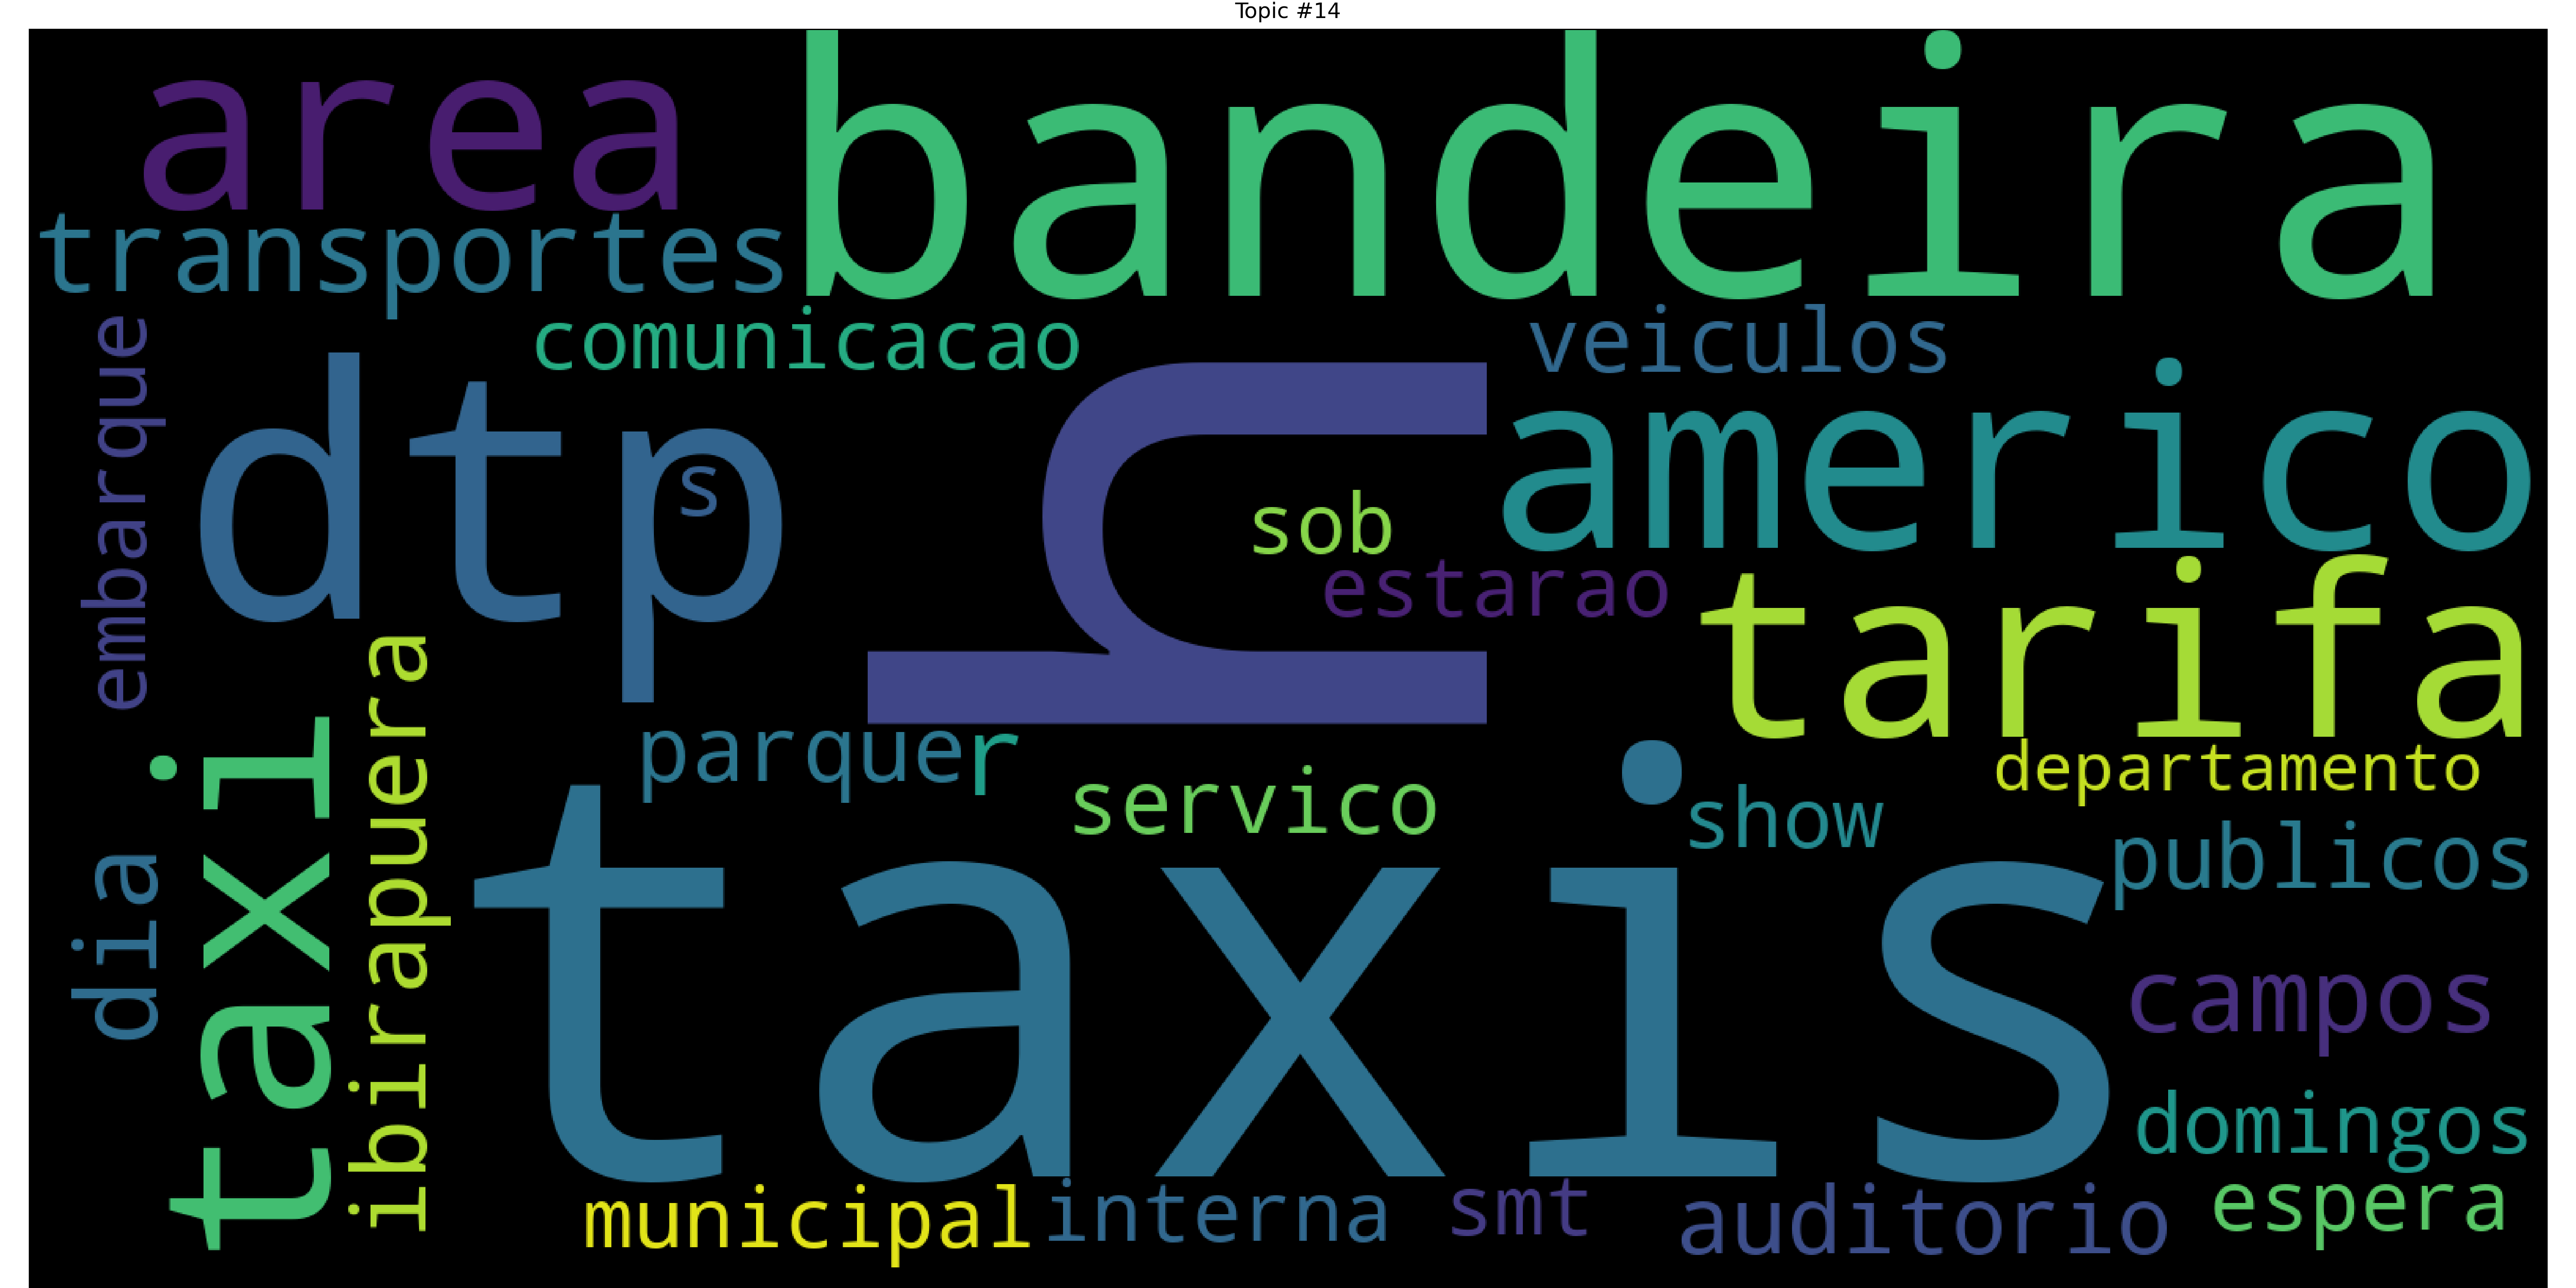 Topic #14
area
bandeira
transportes
comunicacao
veiculos
embarque
dtp
s
h
americo
sob
estarao
tarifa
parque
r
servico
show
departamento
publicos
dia
taxi
ibirapuera
taxis
campos
domingos
municipal
interna
smt
auditorio
espera